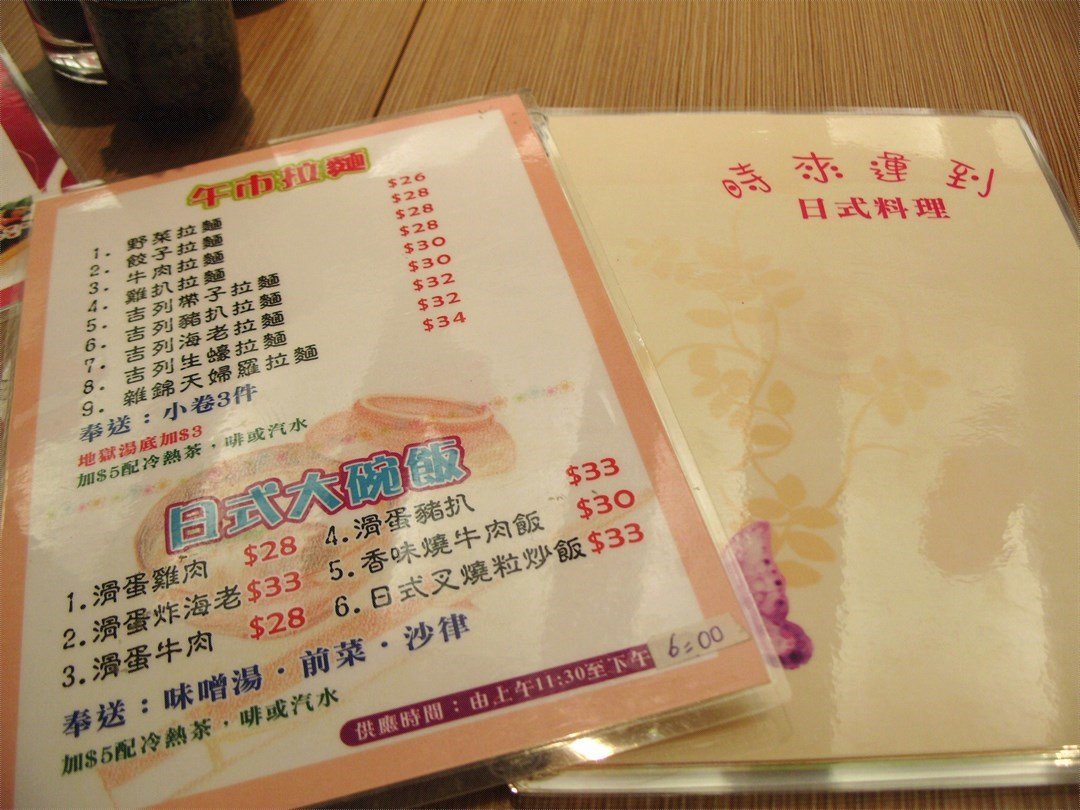 午市拉麵
1. 野菜拉麵 $26
2. 餃子拉麵 $28
3. 牛肉拉麵 $28
4. 雞扒拉麵 $28
5. 吉列帶子拉麵 $30
6. 吉列豬扒拉麵 $30
7. 吉列海老拉麵 $32
8. 吉列生蠔拉麵 $32
9. 雜錦天婦羅拉麵 $34
奉送：小卷3件
地獄湯底加$3
加$5配冷熱茶，啡或汽水
日式大碗飯
1.滑蛋雞肉 $28
2.滑蛋炸海老 $33
3.滑蛋牛肉 $28
4.滑蛋豬扒 $33
5.香味燒牛肉飯 $30
6.日式叉燒粒炒飯 $33
奉送：味噌湯·前菜·沙律
加$5配冷熱茶，啡或汽水
供應時間：由上午11:30至下午 6:00
時來運到
日式料理